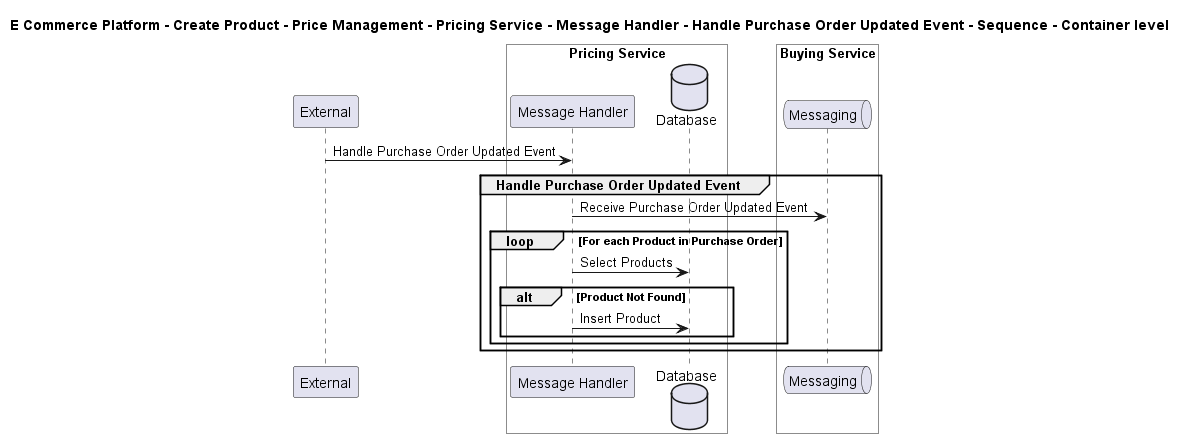 E Commerce Platform - Create Product - Price Management - Pricing Service - Message Handler - Handle Purchase Order Updated Event - Sequence - Container level
Pricing Service
Buying Service
External
Message Handler
Database
Messaging
Handle Purchase Order Updated Event
Handle Purchase Order Updated Event
Receive Purchase Order Updated Event
loop [For each Product in Purchase Order]
Select Products
alt [Product Not Found]
Insert Product
External
Message Handler
Database
Messaging